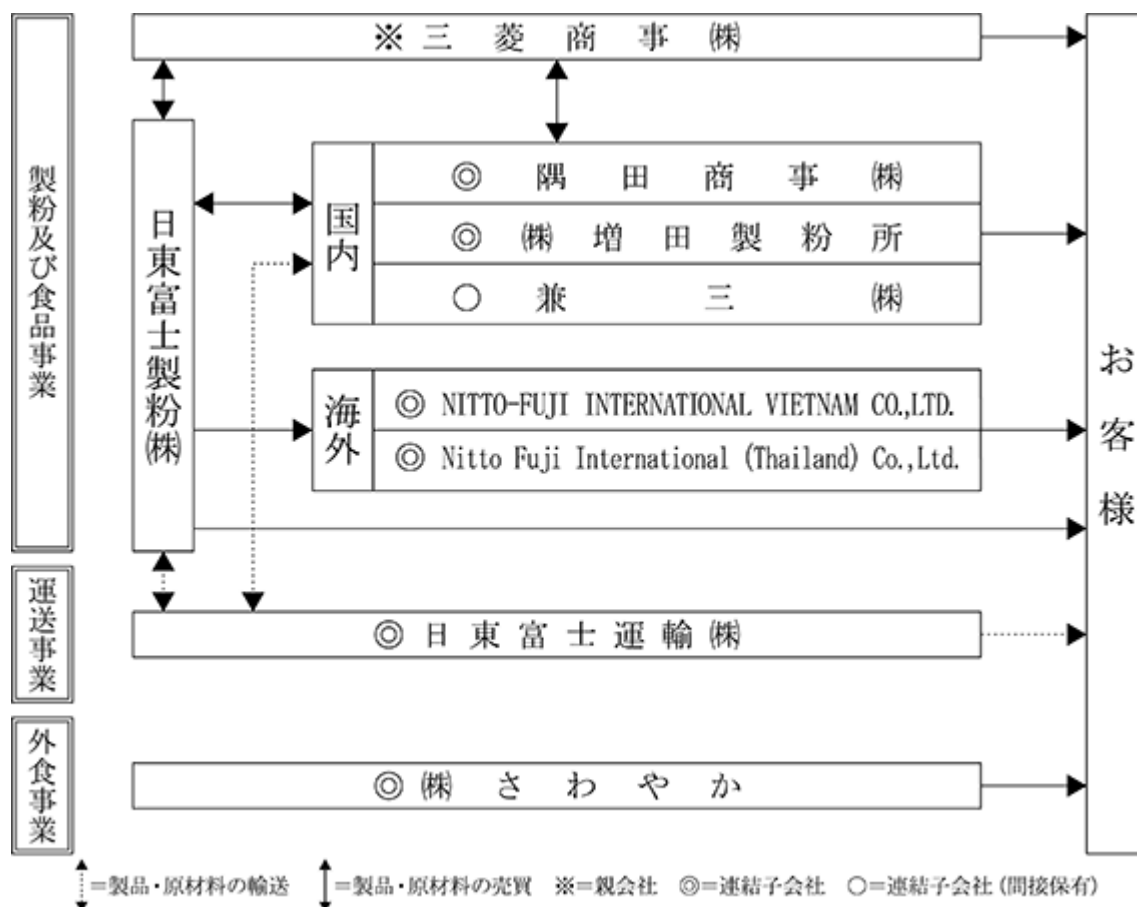 製粉及び食品事業
※三菱商事㈱
日東富士製粉㈱
国内
◎ 隅田商事㈱
◎ ㈱増田製粉所
○ 兼三㈱
海外
◎ NITTO-FUJI INTERNATIONAL VIETNAM CO.,LTD.
◎ Nitto Fuji International (Thailand) Co.,Ltd.
お客様
運送事業
◎日東富士運輸㈱
外食事業
◎㈱さわやか
=製品・原材料の輸送 =製品・原材料の売買 ※=親会社 ◎=連結子会社 ○=連結子会社(間接保有)